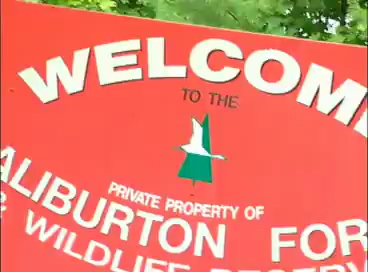 WELCOM
TO THE
PRIVATE PROPERTY OF
ALIBURTON FOR
& WILDLIFE RESERV